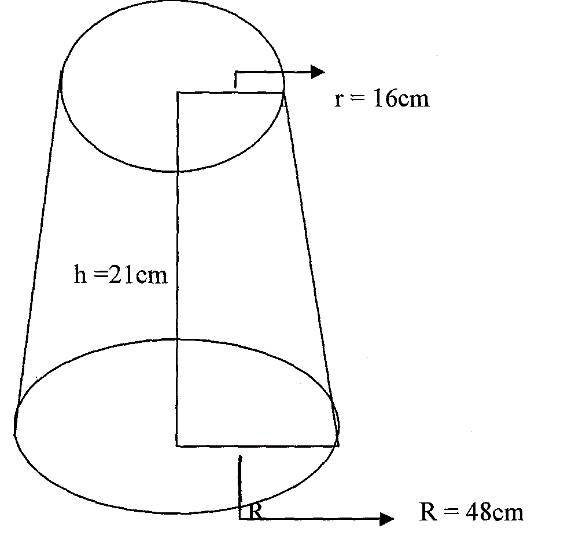 r = 16cm
h =21cm
R
R = 48cm